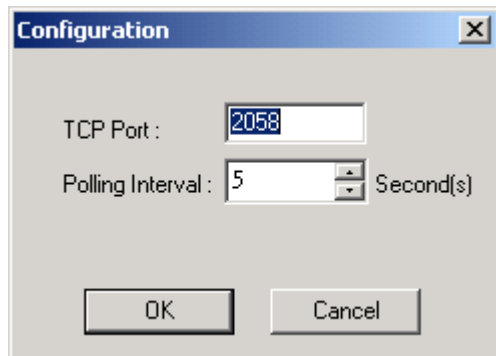 Configuration
TCP Port : 2058
Polling Interval : 5 Second(s)
OK Cancel